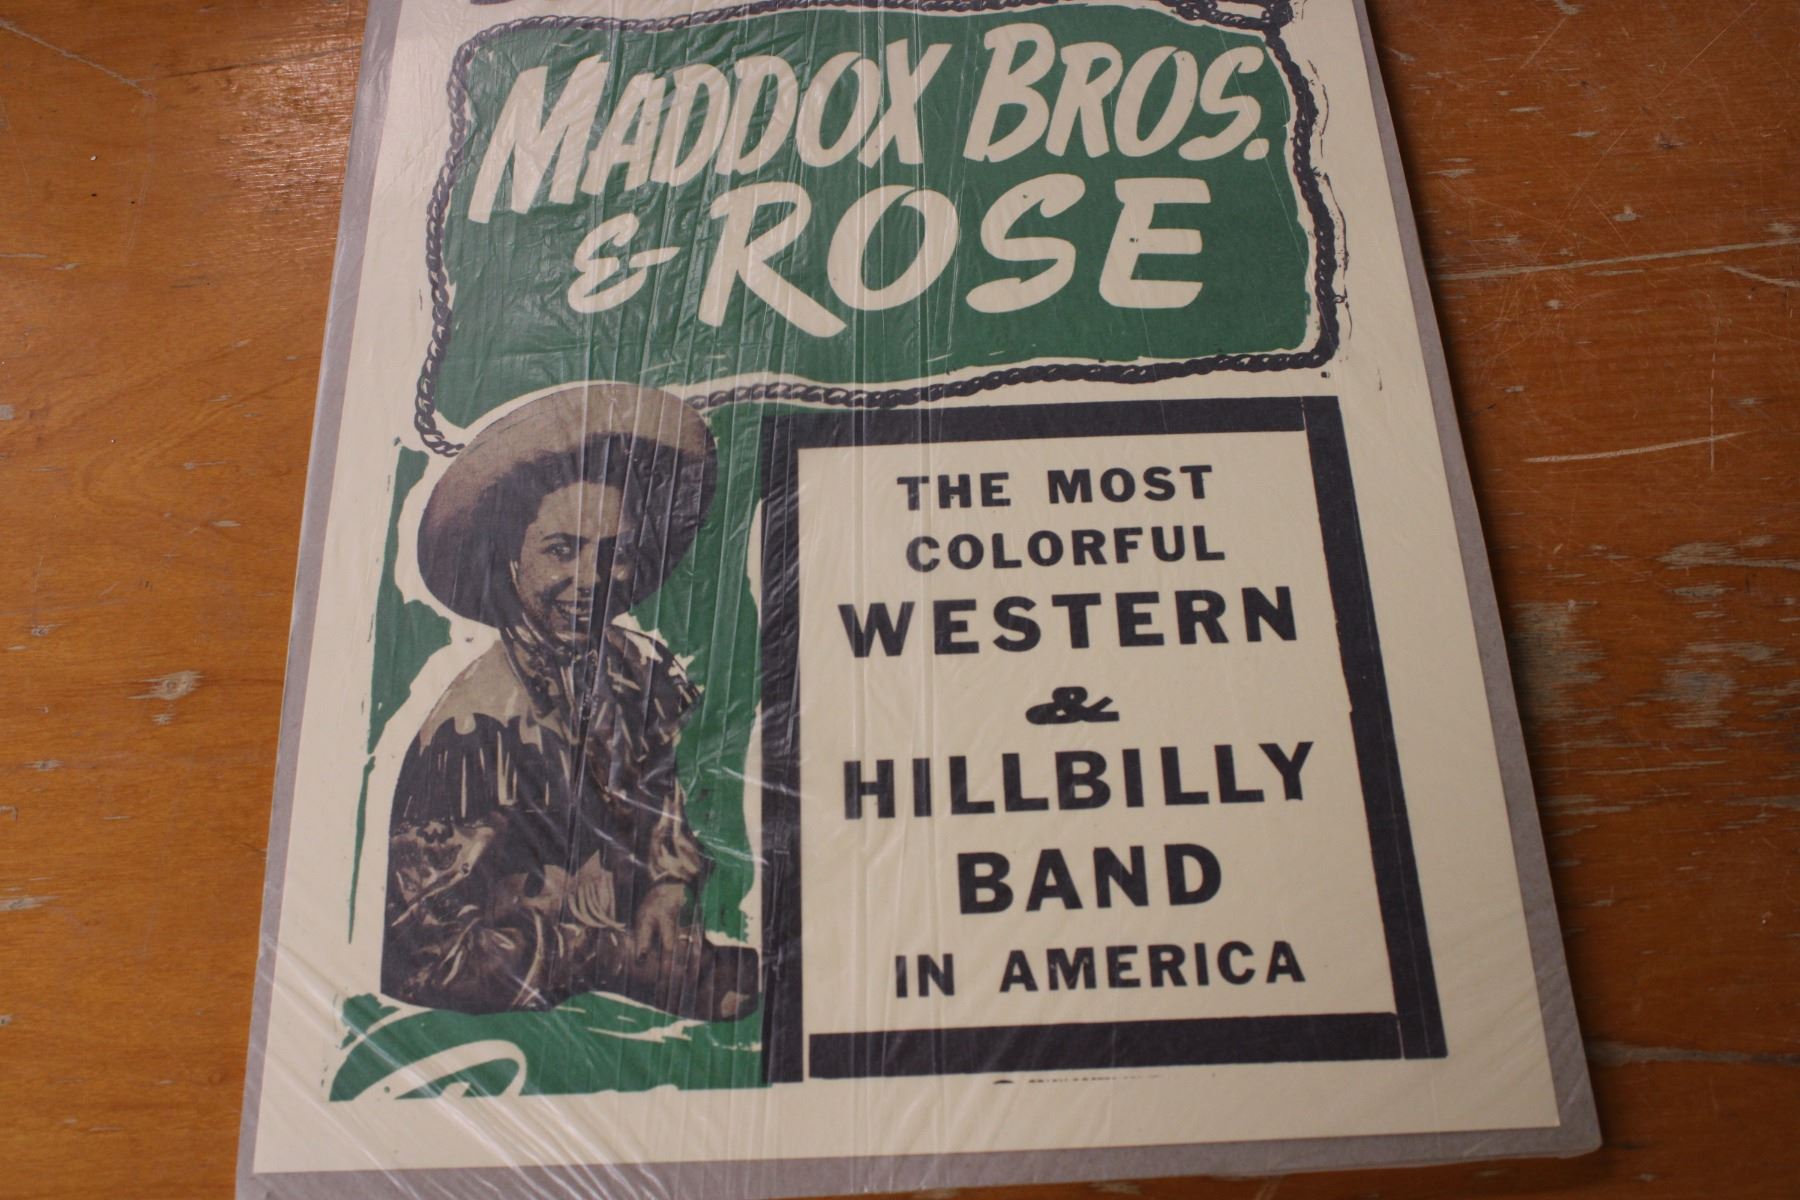 MADDOX BROS.
& ROSE
THE MOST
COLORFUL
WESTERN
&
HILLBILLY
BAND
IN AMERICA